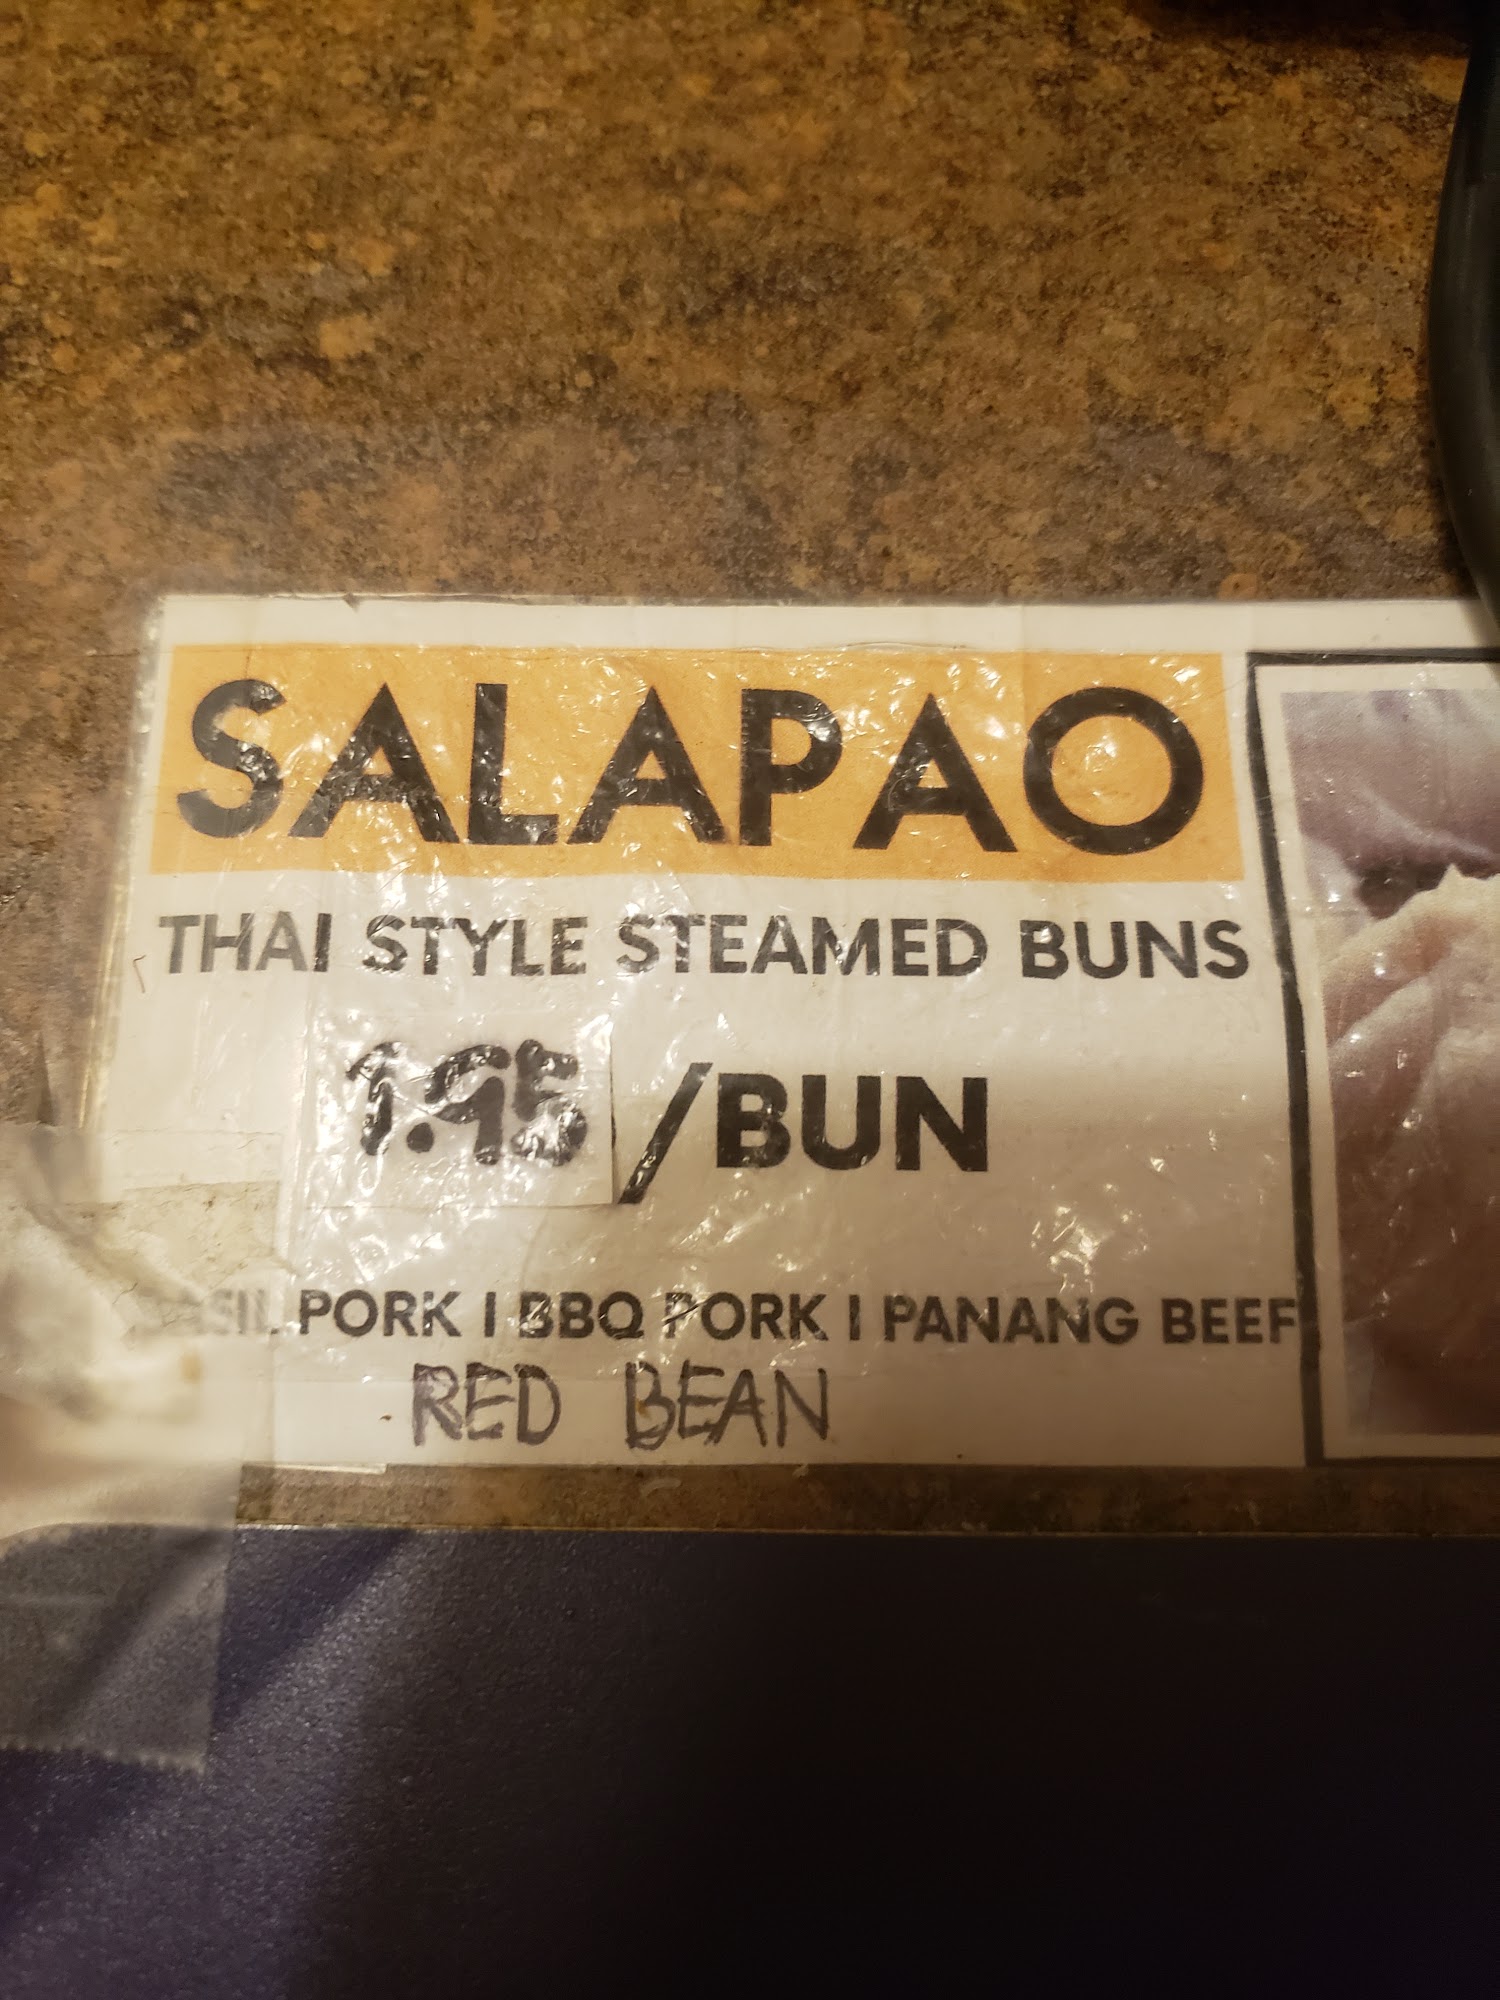 SALAPAO
THAI STYLE STEAMED BUNS
1.95 /BUN
PORK | BBQ PORK | PANANG BEEF
RED BEAN